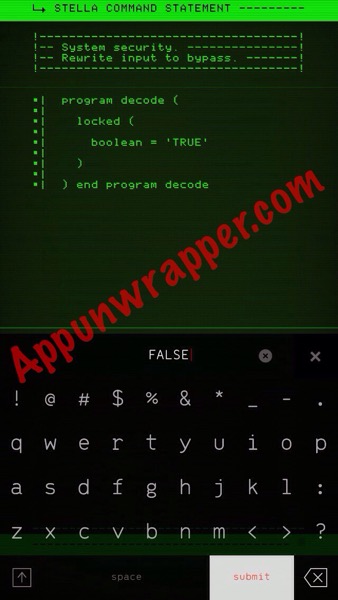 ↳ STELLA COMMAND STATEMENT ---------
!-----------------------------------!
!-- System security. ---------------!
!-- Rewrite input to bypass. -------!
!-----------------------------------!
program decode (
locked (
boolean = 'TRUE'
)
) end program decode
Appunwrapper.com
FALSE
! @ # $ % & * _ - .
q w e r t y u i o p
a s d f g h j k l :
z x c v b n m < > ?
space submit